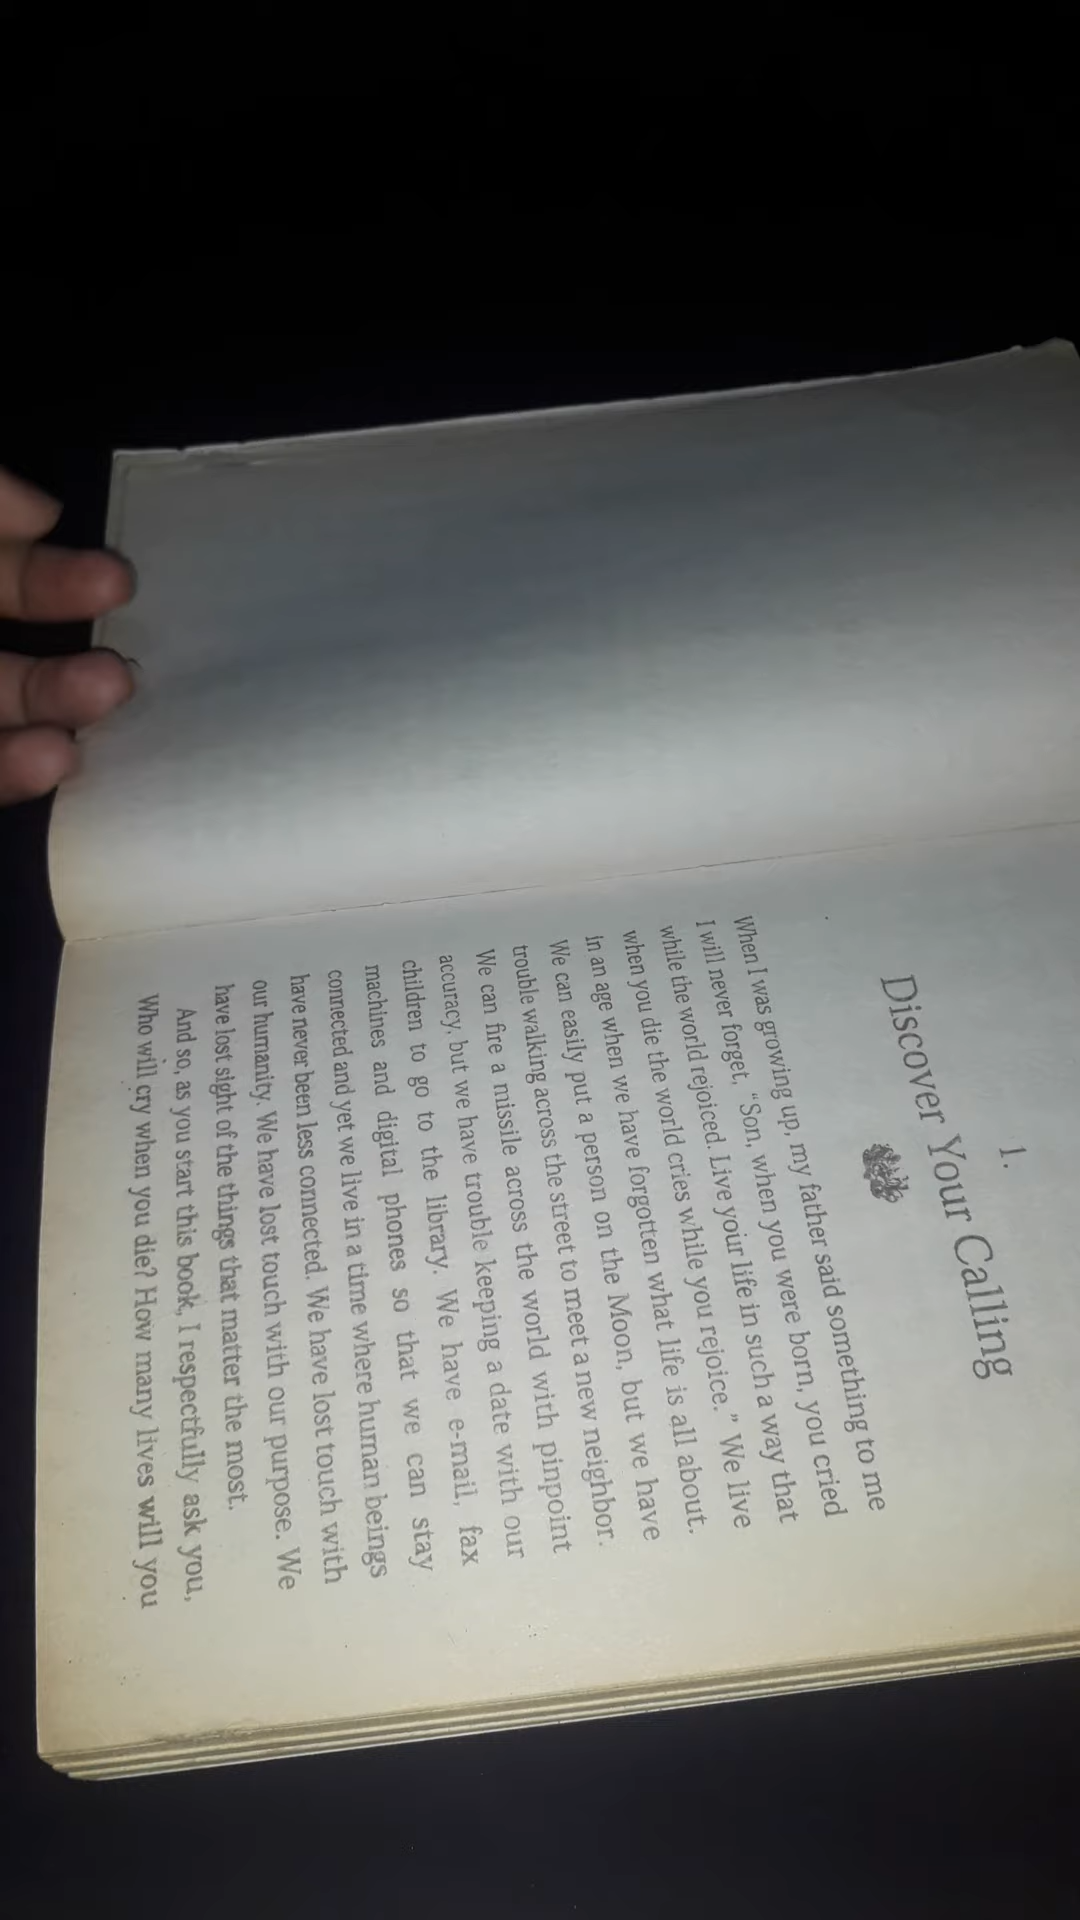 1.
Discover Your Calling
When I was growing up, my father said something to me
I will never forget, “Son, when you were born, you cried
while the world rejoiced. Live your life in such a way that
when you die the world cries while you rejoice.” We live
in an age when we have forgotten what life is all about.
We can easily put a person on the Moon, but we have
trouble walking across the street to meet a new neighbor.
We can fire a missile across the world with pinpoint
accuracy, but we have trouble keeping a date with our
children to go to the library. We have e-mail, fax
machines and digital phones so that we can stay
connected and yet we live in a time where human beings
have never been less connected. We have lost touch with
our humanity. We have lost touch with our purpose. We
have lost sight of the things that matter the most.
And so, as you start this book, I respectfully ask you,
Who will cry when you die? How many lives will you